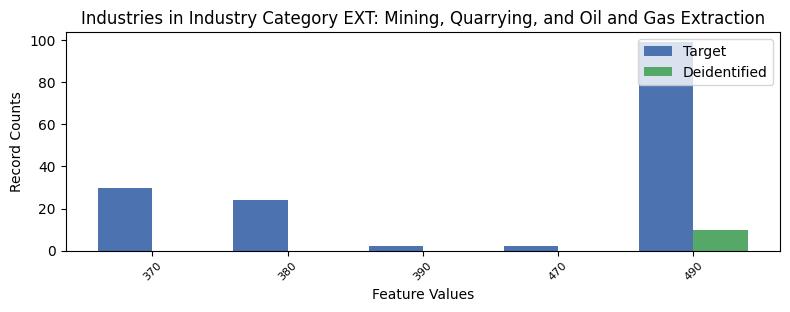 Industries in Industry Category EXT: Mining, Quarrying, and Oil and Gas Extraction
Target
Deidentified
Record Counts
100
80
60
40
20
0
370
380
390
470
490
Feature Values